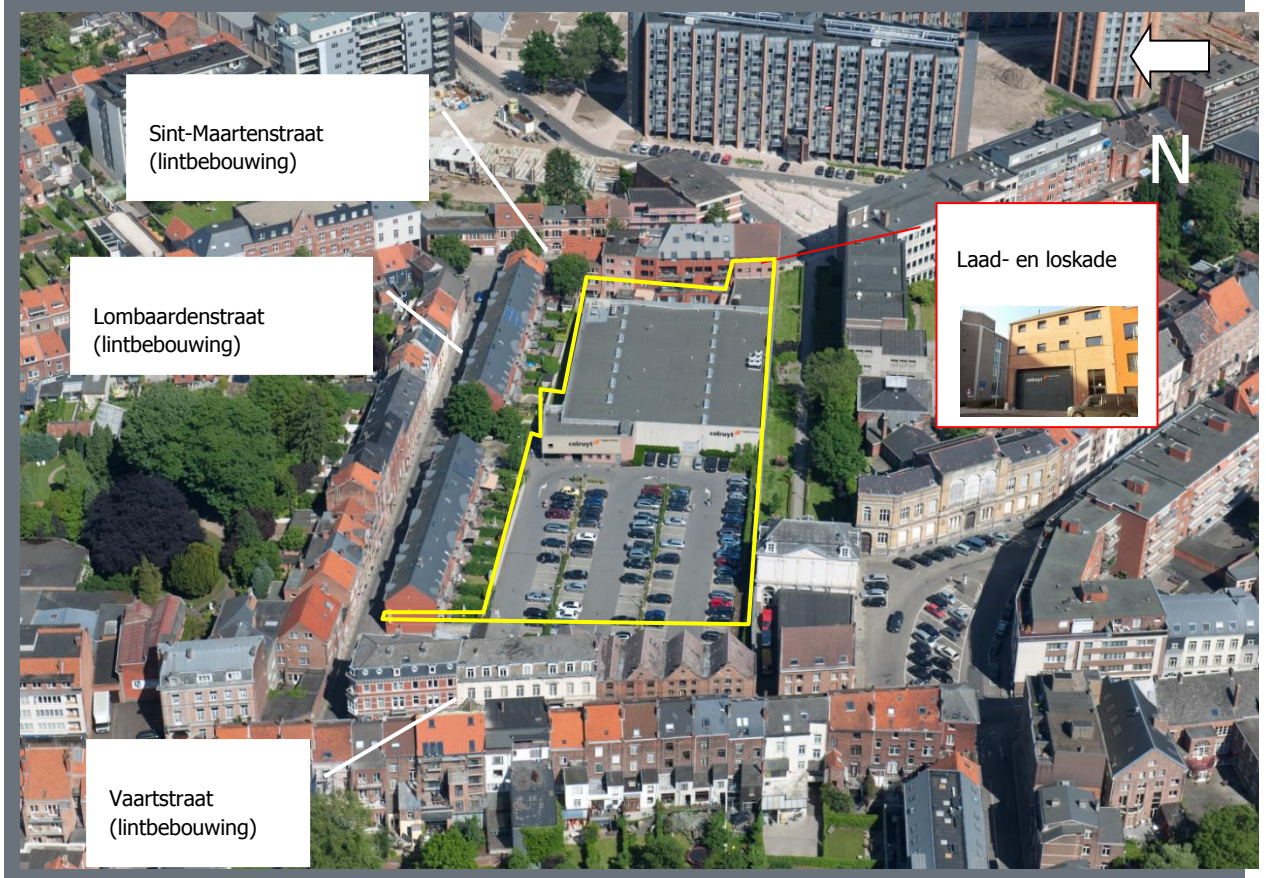 Sint-Maartenstraat
(lintbebouwing)
N
Lombaardenstraat
(lintbebouwing)
Laad- en loskade
colruyt
colruyt
colruyt
Vaartstraat
(lintbebouwing)